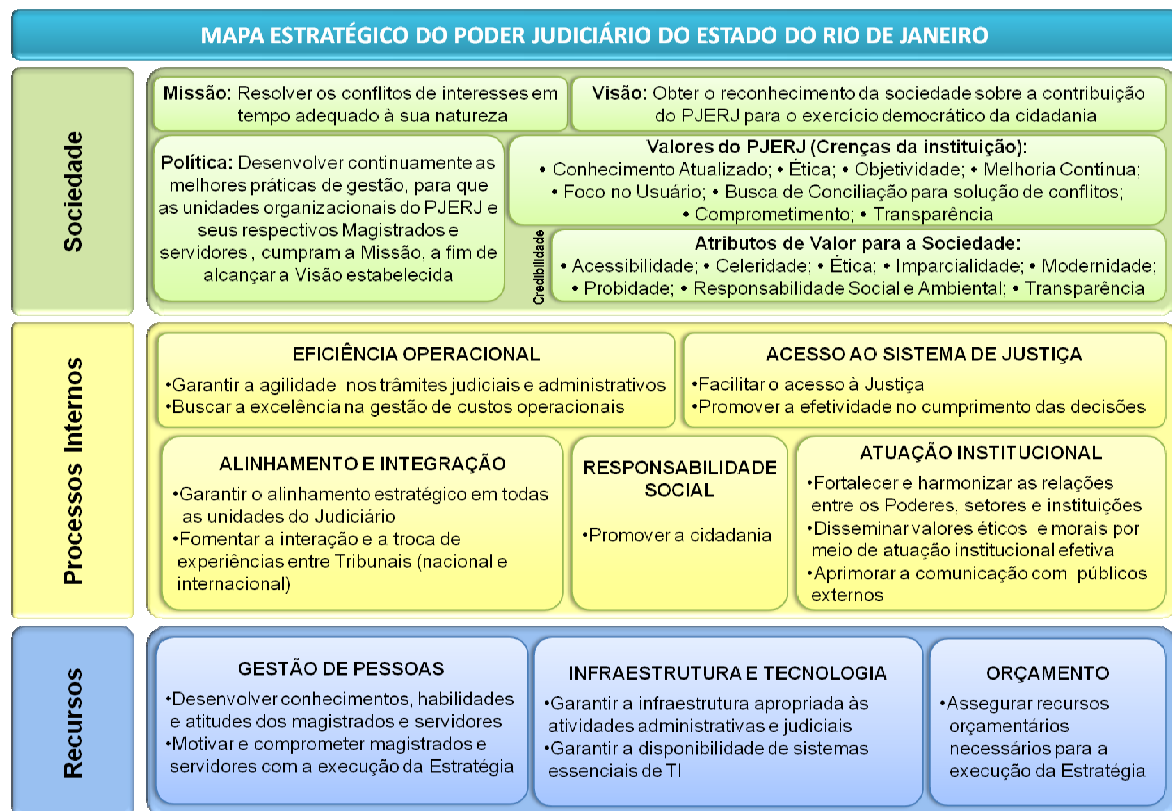 MAPA ESTRATÉGICO DO PODER JUDICIÁRIO DO ESTADO DO RIO DE JANEIRO
Sociedade
Missão: Resolver os conflitos de interesses em
tempo adequado à sua natureza
Visão: Obter o reconhecimento da sociedade sobre a contribuição
do PJERJ para o exercício democrático da cidadania
Política: Desenvolver continuamente as
melhores práticas de gestão, para que
as unidades organizacionais do PJERJ e
seus respectivos Magistrados e
servidores , cumpram a Missão, a fim de
alcançar a Visão estabelecida
Valores do PJERJ (Crenças da instituição):
• Conhecimento Atualizado; • Ética; • Objetividade; • Melhoria Contínua;
• Foco no Usuário; • Busca de Conciliação para solução de conflitos;
• Comprometimento; • Transparência
Credibilidade
Atributos de Valor para a Sociedade:
• Acessibilidade; • Celeridade; • Ética; • Imparcialidade; • Modernidade;
• Probidade; • Responsabilidade Social e Ambiental; • Transparência
Processos Internos
EFICIÊNCIA OPERACIONAL
•Garantir a agilidade nos trâmites judiciais e administrativos
•Buscar a excelência na gestão de custos operacionais
ACESSO AO SISTEMA DE JUSTIÇA
•Facilitar o acesso à Justiça
•Promover a efetividade no cumprimento das decisões
ALINHAMENTO E INTEGRAÇÃO
•Garantir o alinhamento estratégico em todas
as unidades do Judiciário
•Fomentar a interação e a troca de
experiências entre Tribunais (nacional e
internacional)
RESPONSABILIDADE
SOCIAL
•Promover a cidadania
ATUAÇÃO INSTITUCIONAL
•Fortalecer e harmonizar as relações
entre os Poderes, setores e instituições
•Disseminar valores éticos e morais por
meio de atuação institucional efetiva
•Aprimorar a comunicação com públicos
externos
Recursos
GESTÃO DE PESSOAS
•Desenvolver conhecimentos, habilidades
e atitudes dos magistrados e servidores
•Motivar e comprometer magistrados e
servidores com a execução da Estratégia
INFRAESTRUTURA E TECNOLOGIA
•Garantir a infraestrutura apropriada às
atividades administrativas e judiciais
•Garantir a disponibilidade de sistemas
essenciais de TI
ORÇAMENTO
•Assegurar recursos
orçamentários
necessários para a
execução da Estratégia